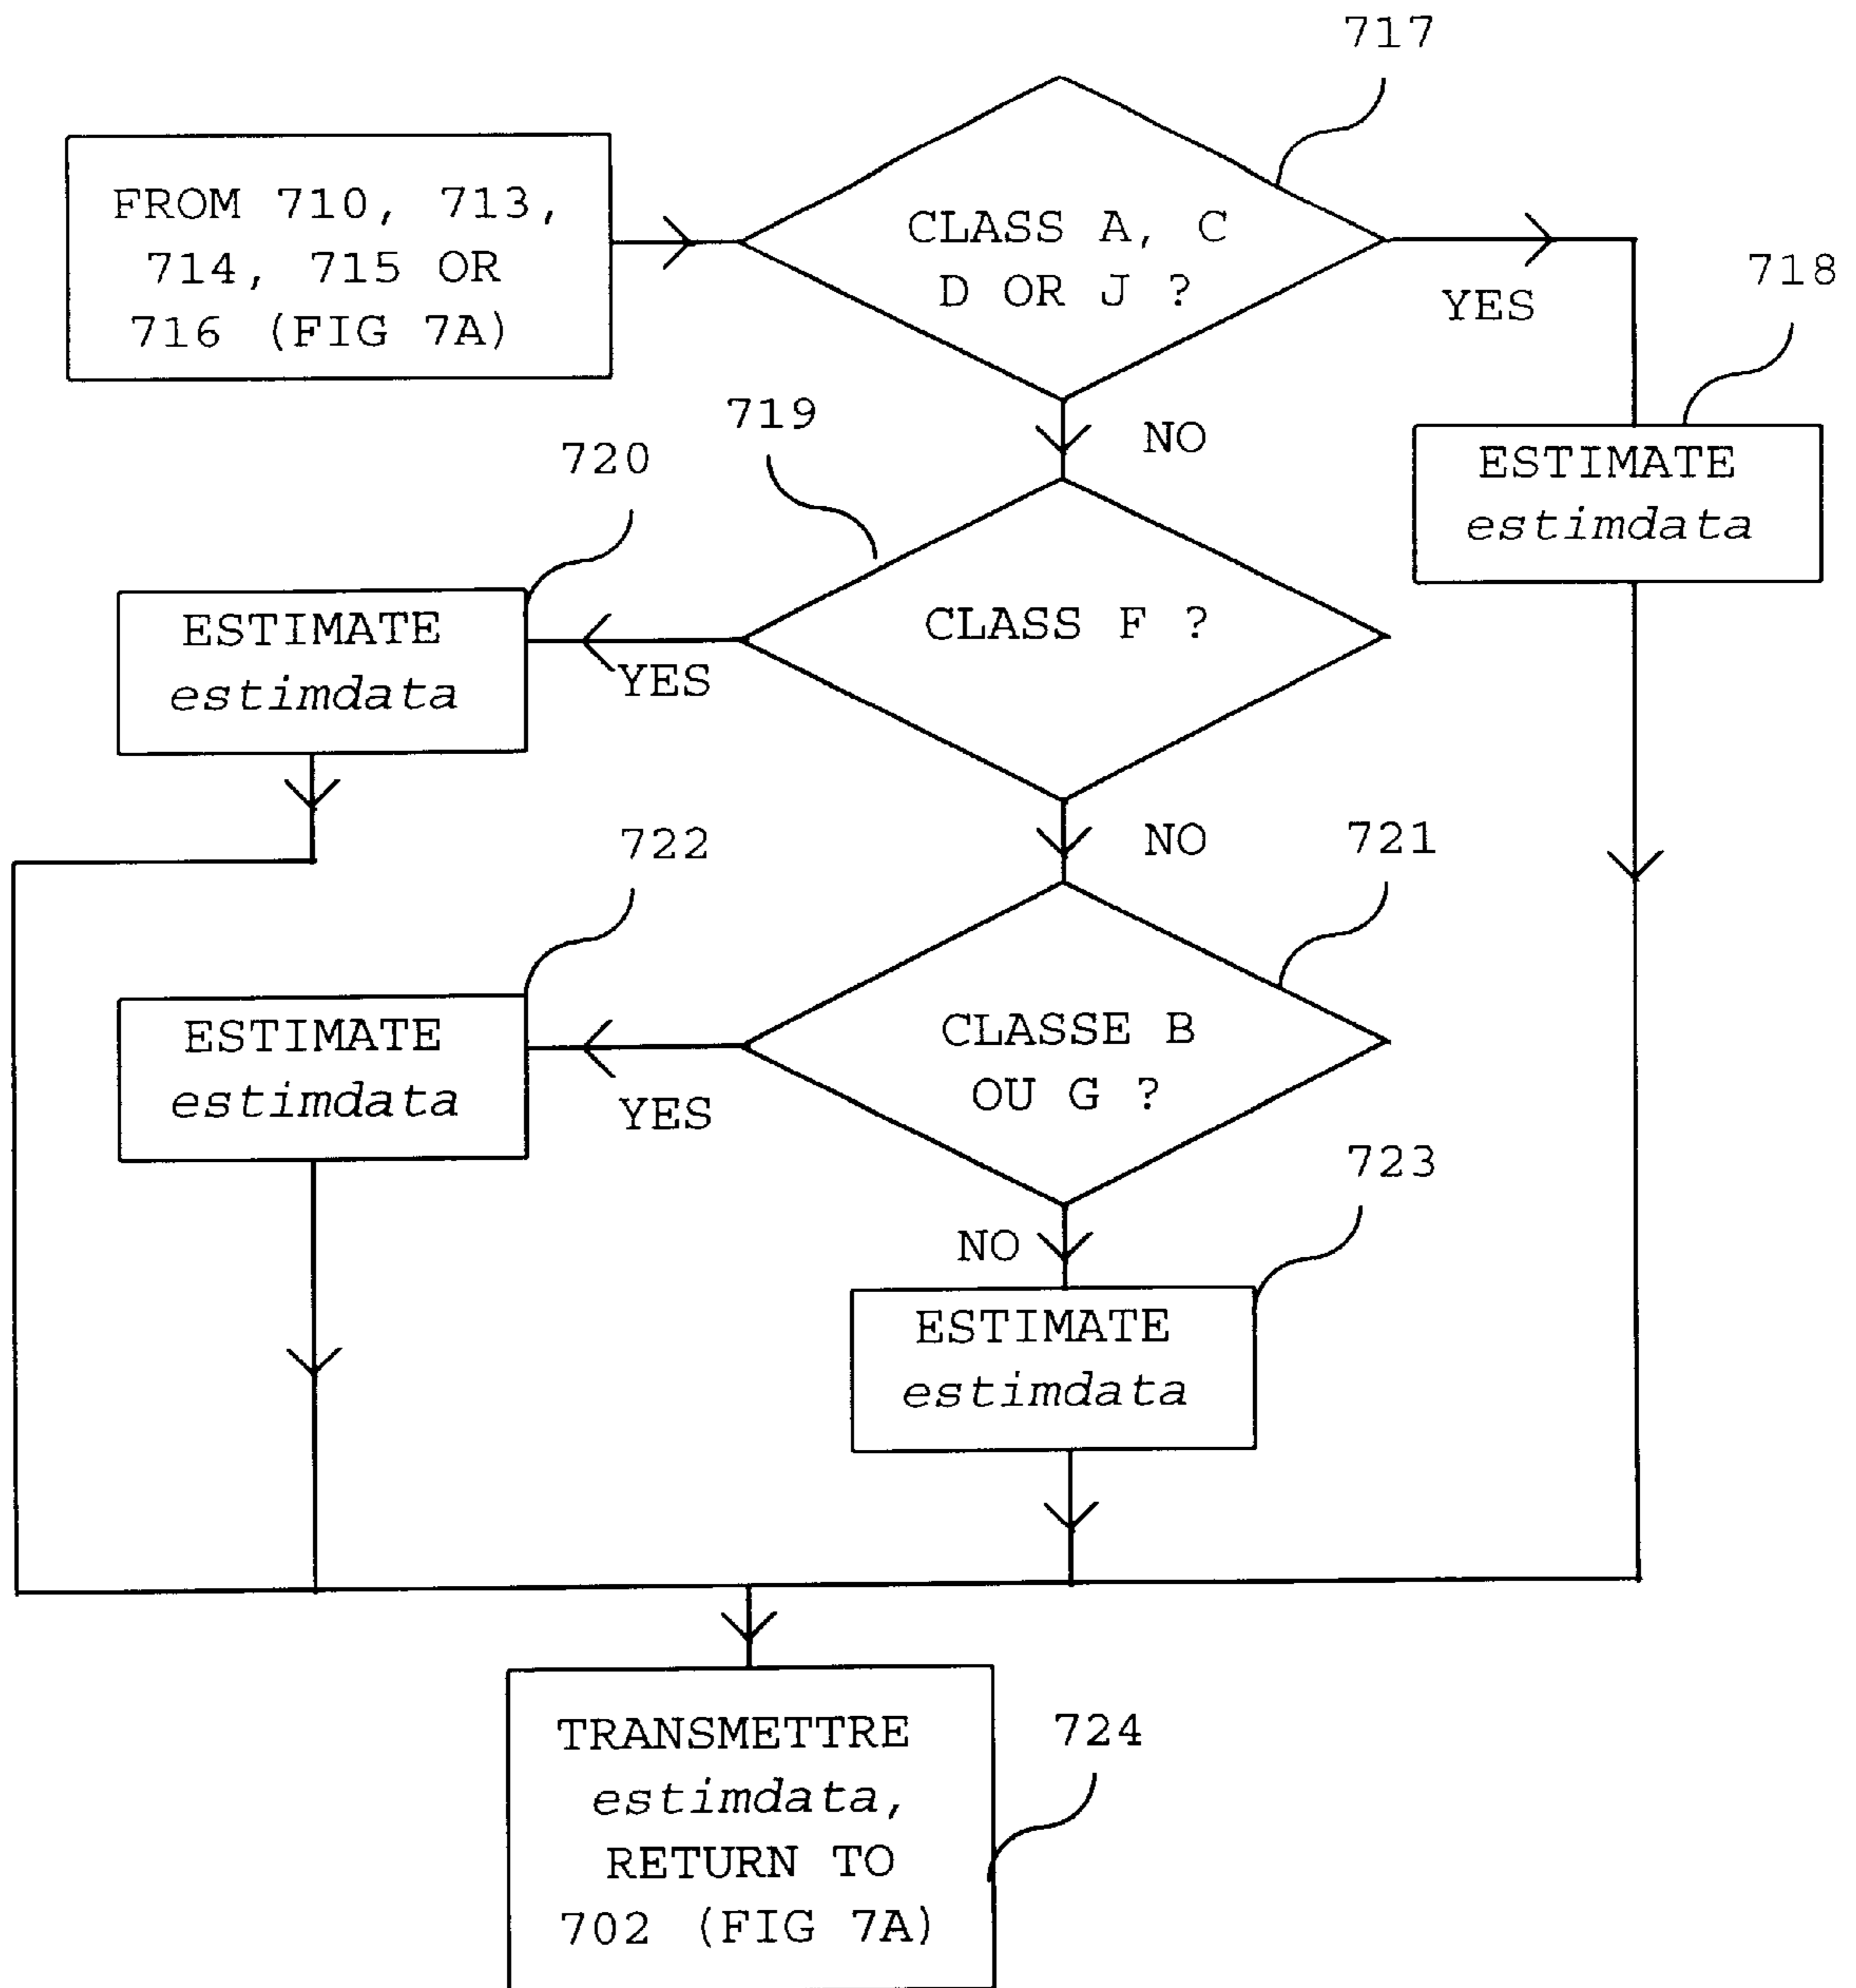 717
FROM 710, 713,
714, 715 OR
716 (FIG 7A)
CLASS A, C
D OR J ?
YES
718
NO
ESTIMATE
estimdata
719
720
CLASS F ?
ESTIMATE
estimdata
YES
NO
721
722
CLASSE B
OU G ?
ESTIMATE
estimdata
YES
723
NO
ESTIMATE
estimdata
TRANSMETTRE
estimdata,
RETURN TO
702 (FIG 7A)
724